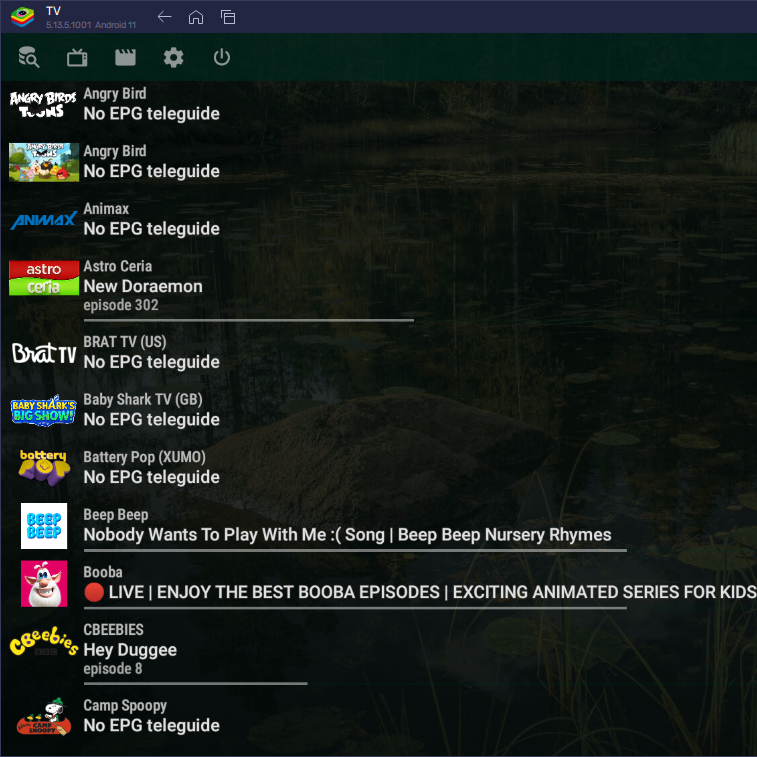 TV
5.13.5.1001 Android 11
ANGRY BIRDS
TOONS
Angry Bird
No EPG teleguide
ANGRY BIRDS
TOONS
Angry Bird
No EPG teleguide
ANIMAX
Animax
No EPG teleguide
astro
ceria
Astro Ceria
New Doraemon
episode 302
Brat TV
BRAT TV (US)
No EPG teleguide
BABY SHARK'S
BIG SHOW!
Baby Shark TV (GB)
No EPG teleguide
battery
POP
Battery Pop (XUMO)
No EPG teleguide
BEEP
BEEP
Beep Beep
Nobody Wants To Play With Me :( Song | Beep Beep Nursery Rhymes
Booba
🔴 LIVE | ENJOY THE BEST BOOBA EPISODES | EXCITING ANIMATED SERIES FOR KIDS
CBeebies
BBC
CBEEBIES
Hey Duggee
episode 8
CAMP
SNOOPY
Camp Spoopy
No EPG teleguide